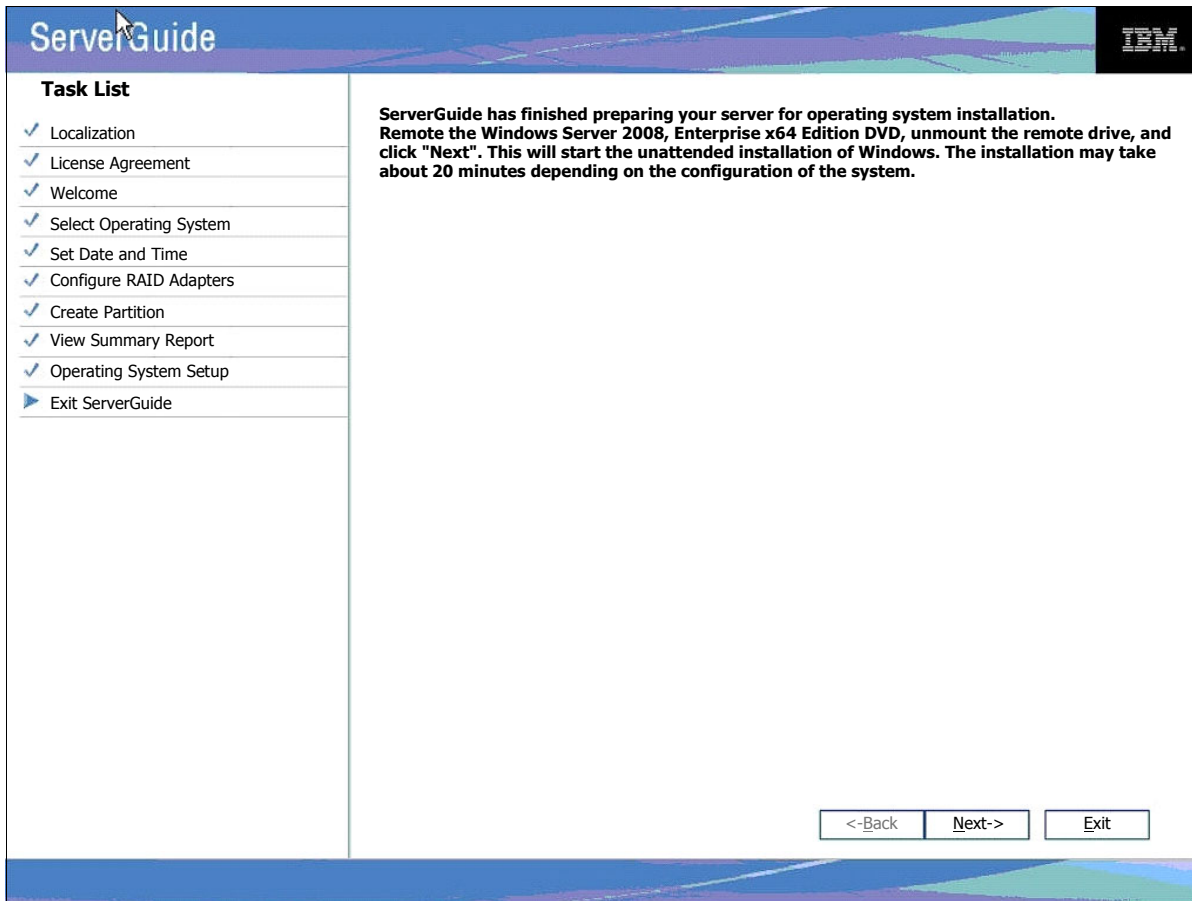 ServerGuide
IBM.
Task List
Localization
License Agreement
Welcome
Select Operating System
Set Date and Time
Configure RAID Adapters
Create Partition
View Summary Report
Operating System Setup
Exit ServerGuide
ServerGuide has finished preparing your server for operating system installation.
Remote the Windows Server 2008, Enterprise x64 Edition DVD, unmount the remote drive, and
click "Next". This will start the unattended installation of Windows. The installation may take
about 20 minutes depending on the configuration of the system.
<-Back
Next->
Exit